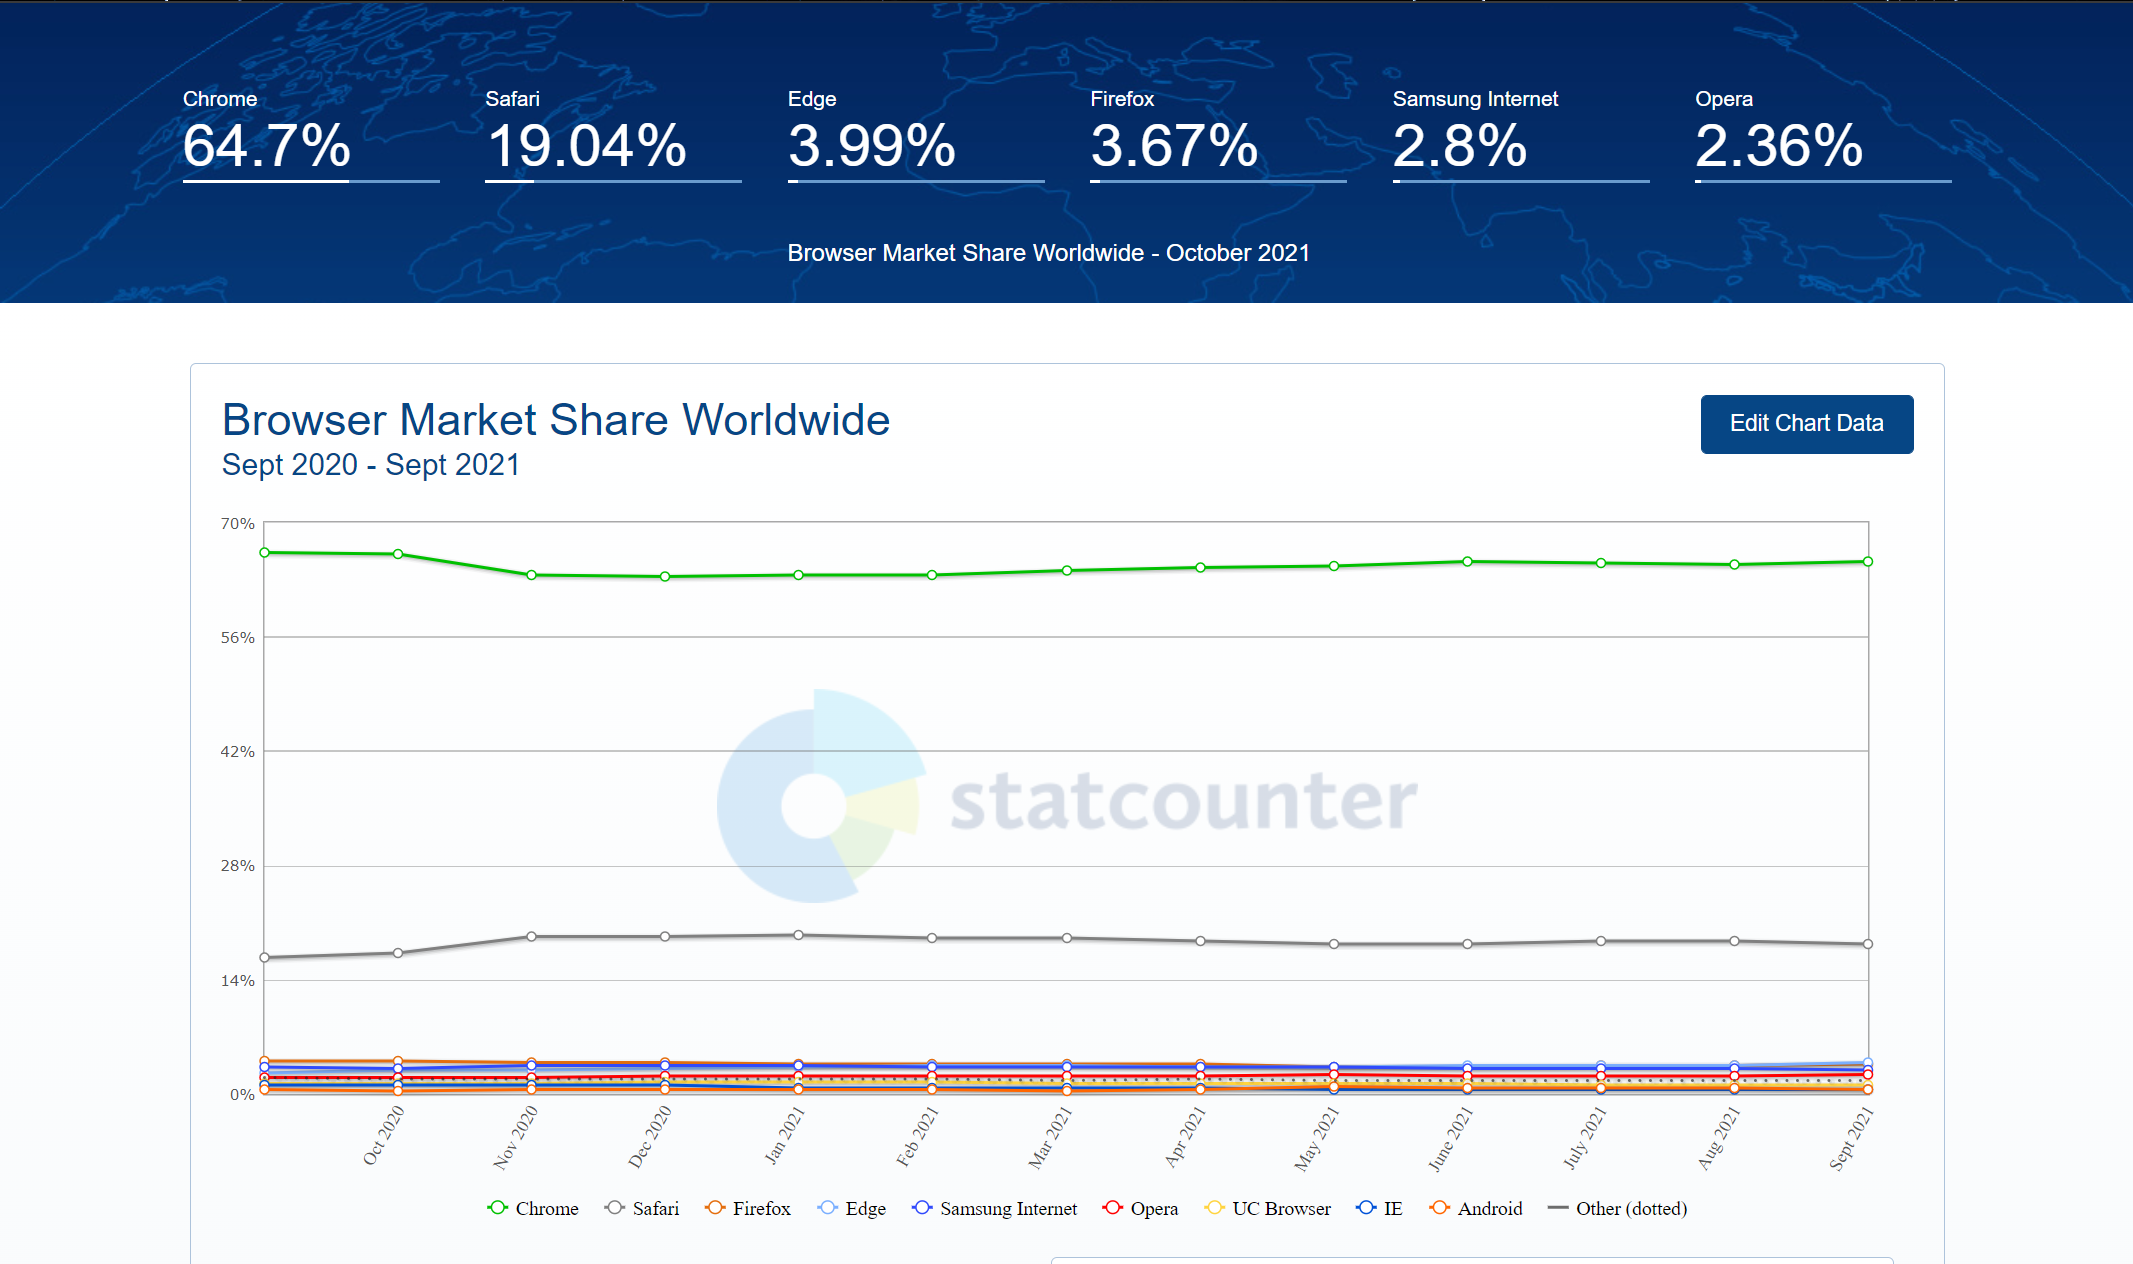 Chrome
64.7%
Safari
19.04%
Edge
3.99%
Firefox
3.67%
Samsung Internet
2.8%
Opera
2.36%
Browser Market Share Worldwide - October 2021
Browser Market Share Worldwide
Sept 2020 - Sept 2021
Edit Chart Data
70%
56%
42%
28%
14%
0%
statcounter
Oct 2020
Nov 2020
Dec 2020
Jan 2021
Feb 2021
Mar 2021
Apr 2021
May 2021
June 2021
July 2021
Aug 2021
Sept 2021
Chrome Safari Firefox Edge Samsung Internet Opera UC Browser IE Android Other (dotted)